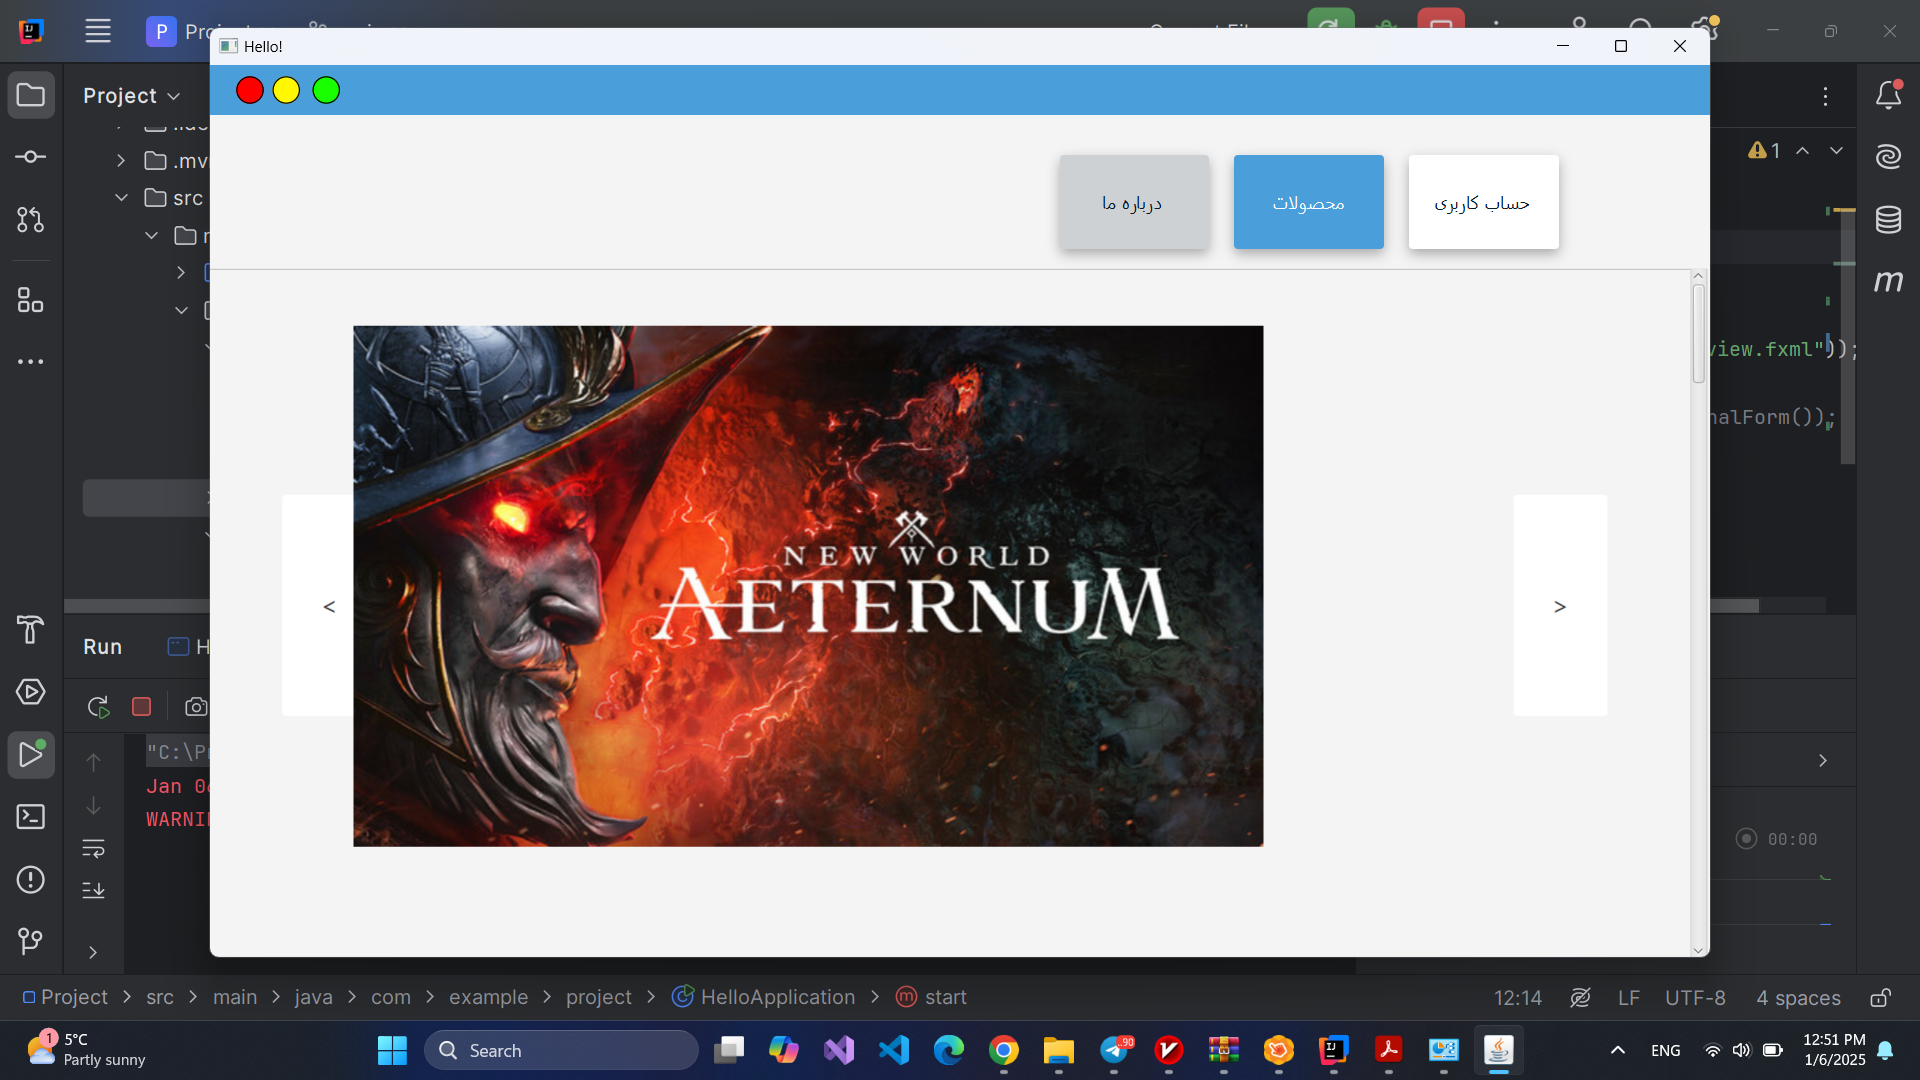 P
Hello!
Project
.mv
src
1
درباره ما
محصولات
حساب کاربری
view.fxml"));
nalForm());
NEW WORLD
AETERNUM
<
>
Run
H
"C:\P
Jan 0
WARNI
00:00
Project > src > main > java > com > example > project > HelloApplication > start
12:14 LF UTF-8 4 spaces
1
5°C
Partly sunny
Search
.90
ENG
12:51 PM
1/6/2025